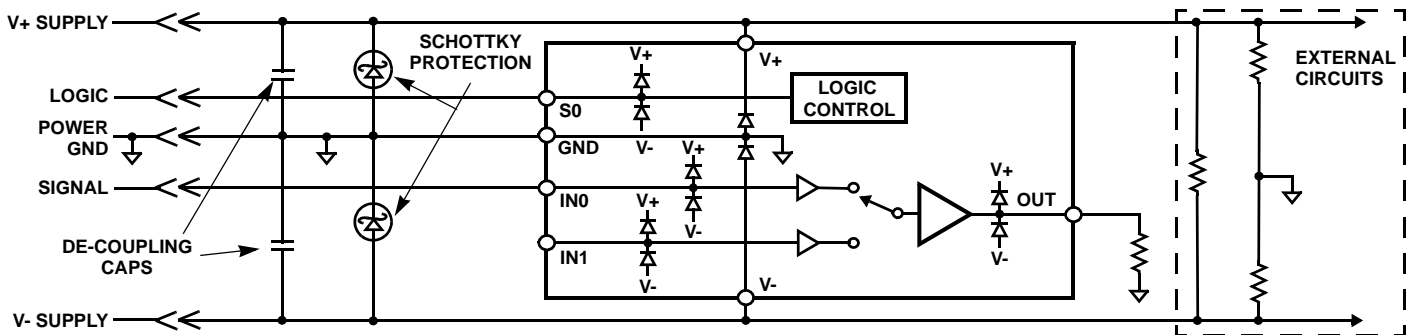 V+ SUPPLY
LOGIC
POWER
GND
SIGNAL
DE-COUPLING
CAPS
V- SUPPLY
SCHOTTKY
PROTECTION
V+
V+
S0
V-
LOGIC
CONTROL
GND
V+
IN0
V-
V+
IN1
V-
V+
OUT
V-
V-
EXTERNAL
CIRCUITS